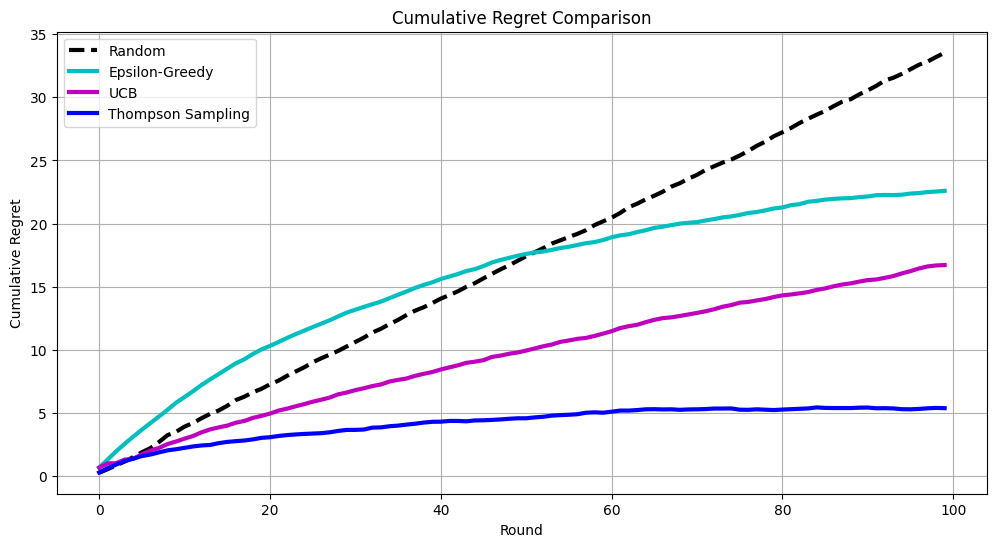 Cumulative Regret Comparison
Random
Epsilon-Greedy
UCB
Thompson Sampling
Cumulative Regret
35
30
25
20
15
10
5
0
0 20 40 60 80 100
Round